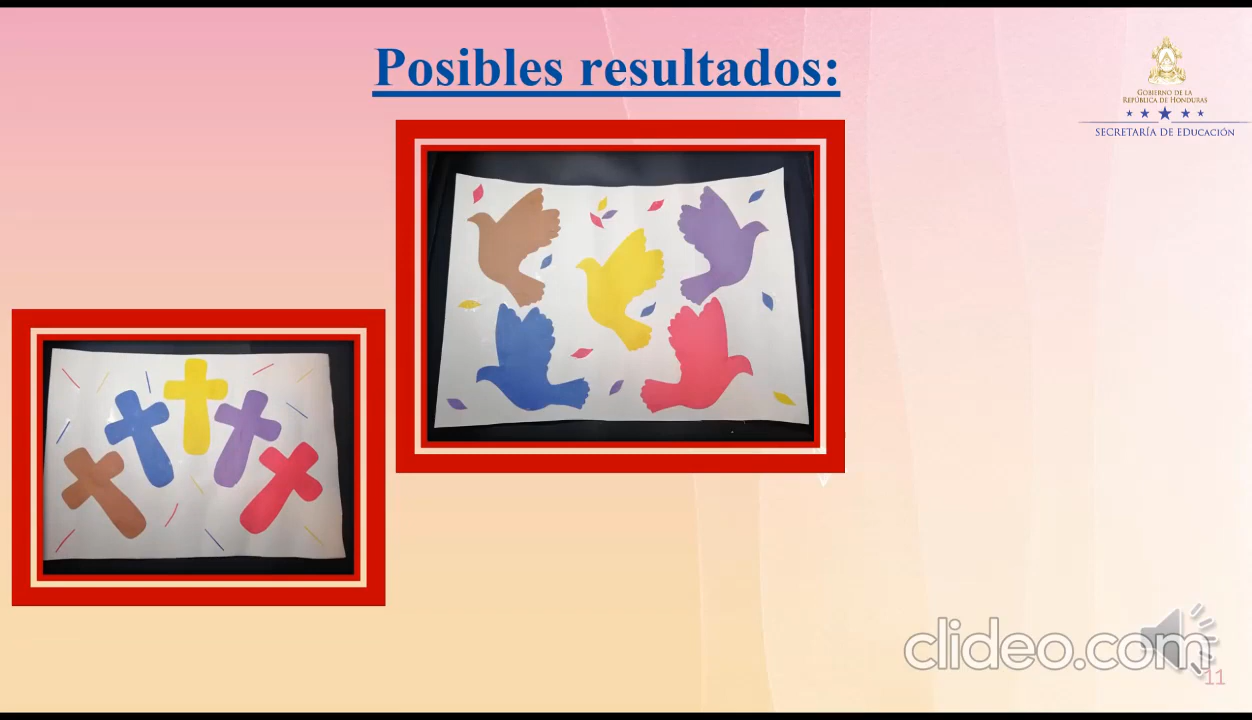 Posibles resultados:
GOBIERNO DE LA
REPÚBLICA DE HONDURAS
SECRETARÍA DE EDUCACIÓN
clideo.com
11